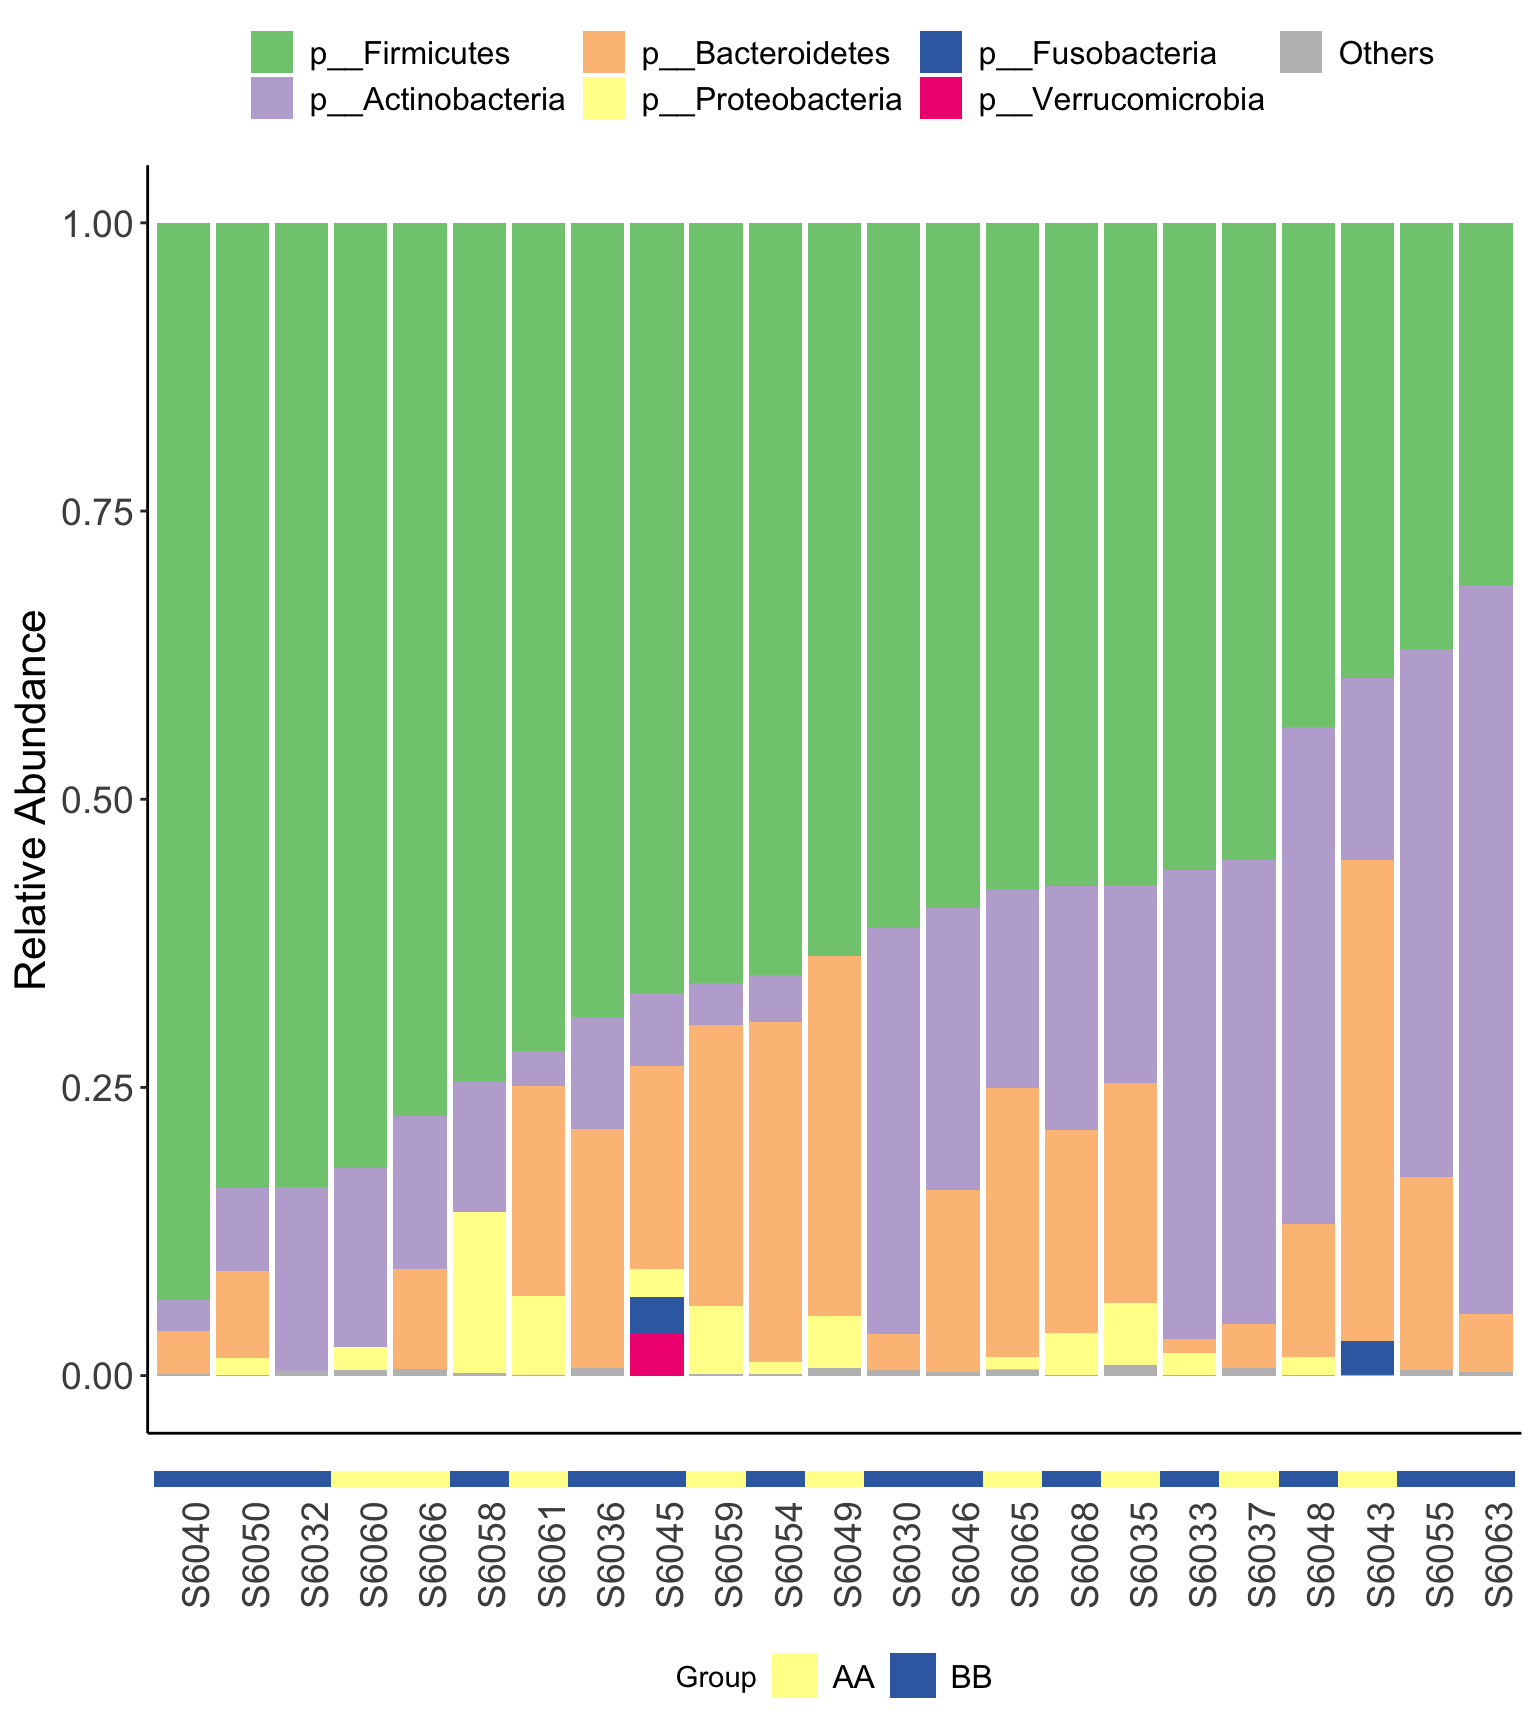 p__Firmicutes p__Bacteroidetes p__Fusobacteria Others
p__Actinobacteria p__Proteobacteria p__Verrucomicrobia
Relative Abundance
1.00
0.75
0.50
0.25
0.00
S6040 S6050 S6032 S6060 S6066 S6058 S6061 S6036 S6045 S6059 S6054 S6049 S6030 S6046 S6065 S6068 S6035 S6033 S6037 S6048 S6043 S6055 S6063
Group AA BB